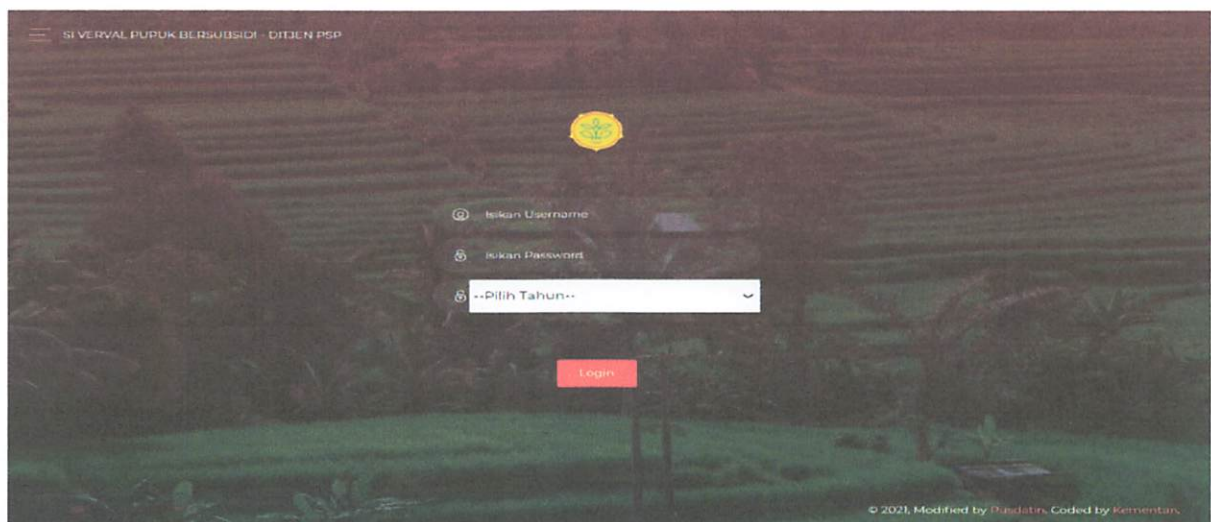 SI VERVAL PUPUK BERSUBSIDI - DITJEN PSP
Isikan Username
Isikan Password
--Pilih Tahun--
Login
© 2021, Modified by Pusdatin. Coded by Kementan.